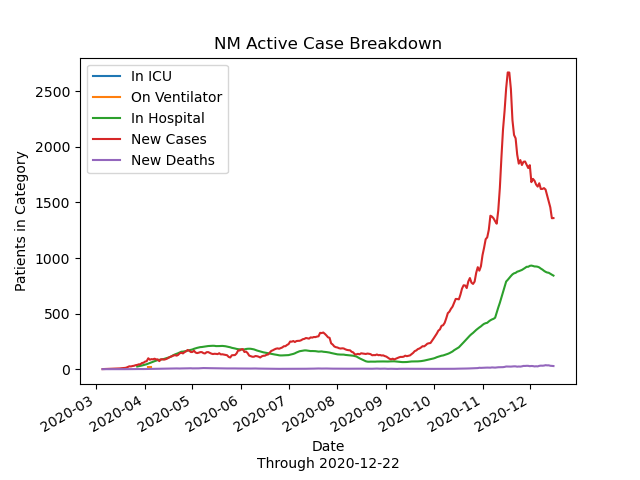 NM Active Case Breakdown
In ICU
On Ventilator
In Hospital
New Cases
New Deaths
Patients in Category
2500
2000
1500
1000
500
0
2020-03
2020-04
2020-05
2020-06
2020-07
2020-08
2020-09
2020-10
2020-11
2020-12
Date
Through 2020-12-22